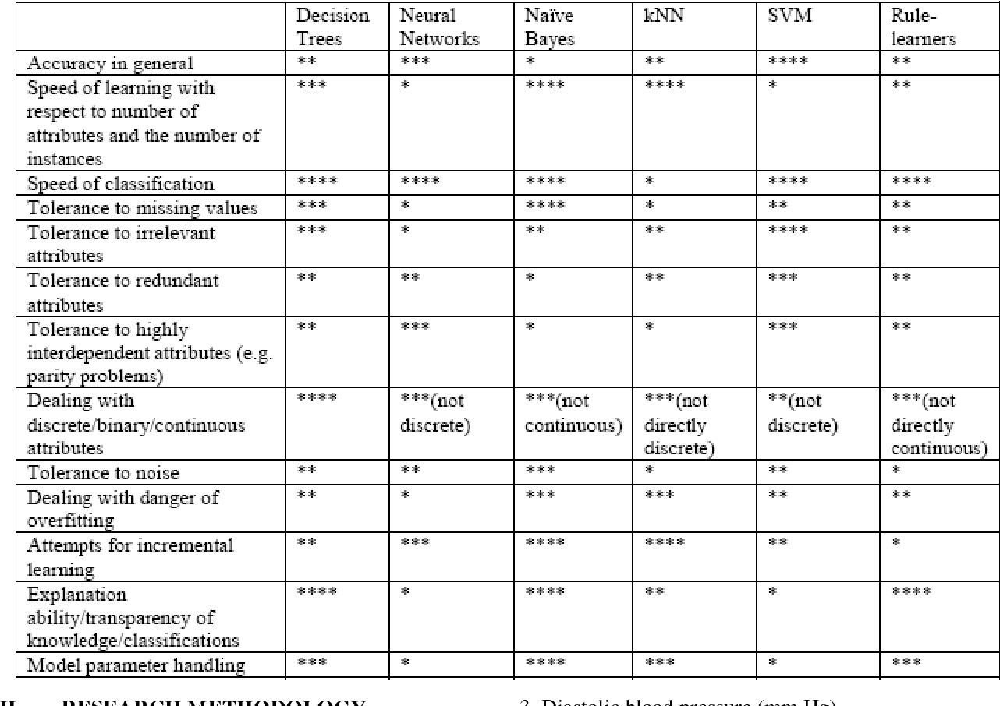 Decision Trees | Neural Networks | Naïve Bayes | kNN | SVM | Rule-learners
Accuracy in general | ** | *** | * | ** | **** | **
Speed of learning with respect to number of attributes and the number of instances | *** | * | **** | **** | * | **
Speed of classification | **** | **** | **** | * | **** | ****
Tolerance to missing values | *** | * | **** | * | ** | **
Tolerance to irrelevant attributes | *** | * | ** | ** | **** | **
Tolerance to redundant attributes | ** | ** | * | ** | *** | **
Tolerance to highly interdependent attributes (e.g. parity problems) | ** | *** | * | * | *** | **
Dealing with discrete/binary/continuous attributes | **** | ***(not discrete) | ***(not continuous) | ***(not directly discrete) | **(not discrete) | ***(not directly continuous)
Tolerance to noise | ** | ** | *** | * | ** | *
Dealing with danger of overfitting | ** | * | *** | *** | ** | **
Attempts for incremental learning | ** | *** | **** | **** | ** | *
Explanation ability/transparency of knowledge/classifications | **** | * | **** | ** | * | ****
Model parameter handling | *** | * | **** | *** | * | ***
RESEARCH METHODOLOGY
3. Diastolic blood pressure (mm Hg)